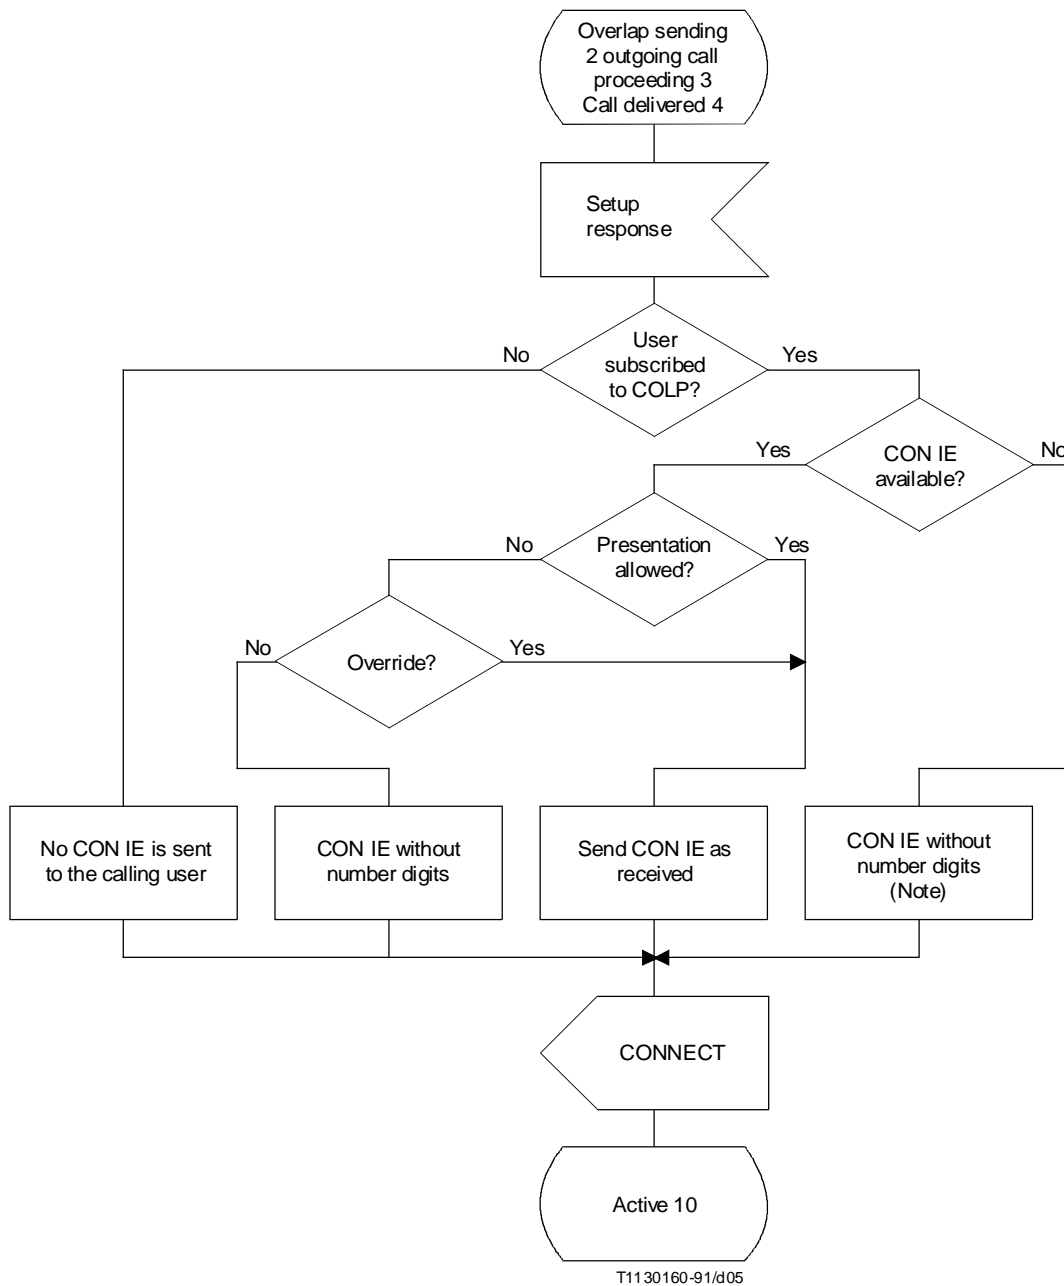 Overlap sending
2 outgoing call
proceeding 3
Call delivered 4
Setup
response
No
User
subscribed
to COLP?
Yes
Yes
CON IE
available?
No
No
Presentation
allowed?
Yes
No
Override?
Yes
No CON IE is sent
to the calling user
CON IE without
number digits
Send CON IE as
received
CON IE without
number digits
(Note)
CONNECT
Active 10
T1130160-91/d05